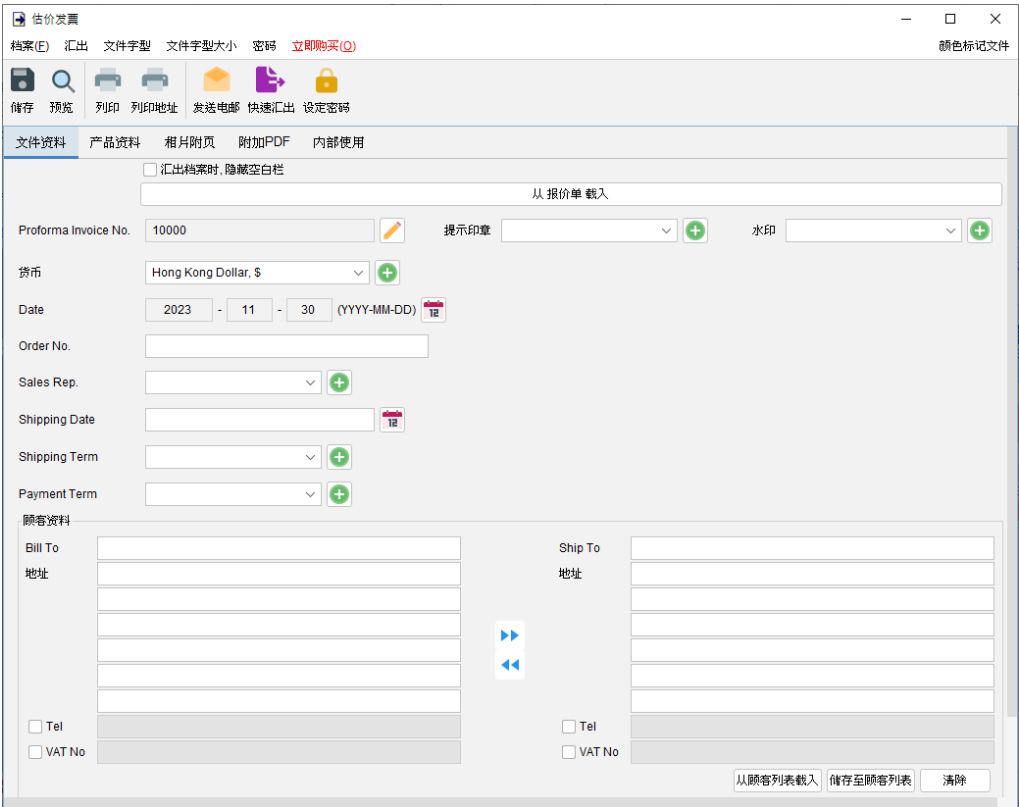 估价发票
档案(F) 汇出 文件字型 文件字型大小 密码 立即购买(O) 颜色标记文件
储存 预览 列印 列印地址 发送电邮 快速汇出 设定密码
文件资料 产品资料 相片附页 附加PDF 内部使用
汇出档案时, 隐藏空白栏
从 报价单 载入
Proforma Invoice No. 10000 提示印章 水印
货币 Hong Kong Dollar, $
Date 2023 - 11 - 30 (YYYY-MM-DD) 12
Order No.
Sales Rep.
Shipping Date 12
Shipping Term
Payment Term
顾客资料
Bill To Ship To
地址 地址
Tel Tel
VAT No VAT No
从顾客列表载入 储存至顾客列表 清除